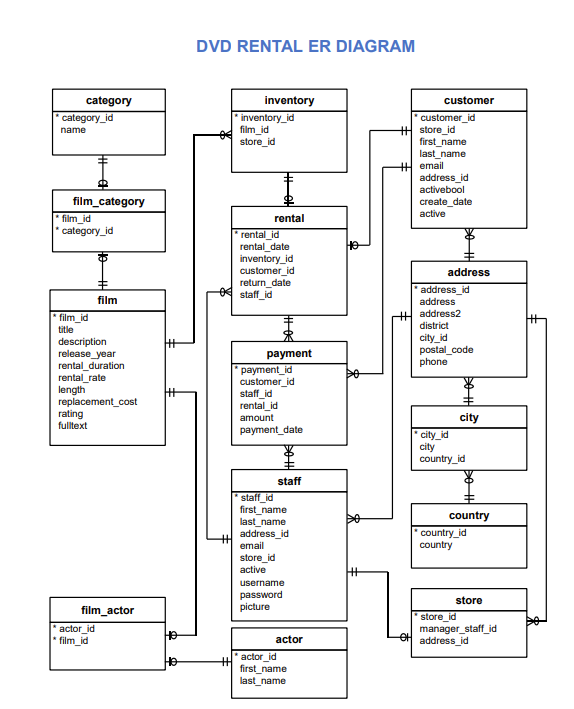 DVD RENTAL ER DIAGRAM
category
* category_id
name
film_category
* film_id
* category_id
film
* film_id
title
description
release_year
rental_duration
rental_rate
length
replacement_cost
rating
fulltext
film_actor
* actor_id
* film_id
inventory
* inventory_id
film_id
store_id
rental
* rental_id
rental_date
inventory_id
customer_id
return_date
staff_id
payment
* payment_id
customer_id
staff_id
rental_id
amount
payment_date
staff
* staff_id
first_name
last_name
address_id
email
store_id
active
username
password
picture
actor
* actor_id
first_name
last_name
customer
* customer_id
store_id
first_name
last_name
email
address_id
activebool
create_date
active
address
* address_id
address
address2
district
city_id
postal_code
phone
city
* city_id
city
country_id
country
* country_id
country
store
* store_id
manager_staff_id
address_id